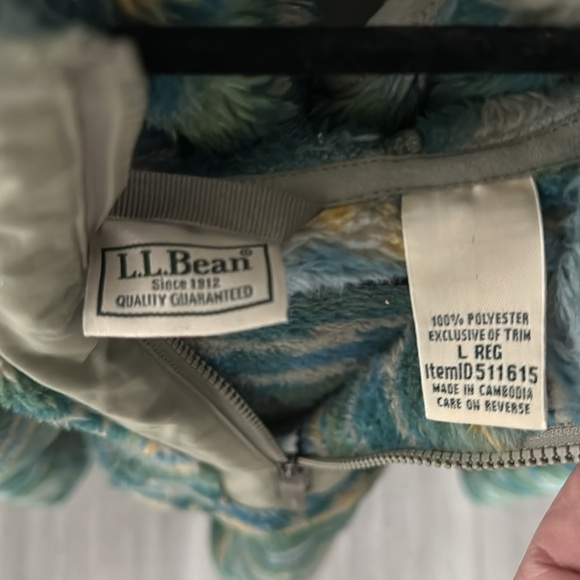 L.L.Bean®
Since 1912
QUALITY GUARANTEED
100% POLYESTER
EXCLUSIVE OF TRIM
L REG
ItemID511615
MADE IN CAMBODIA
CARE ON REVERSE